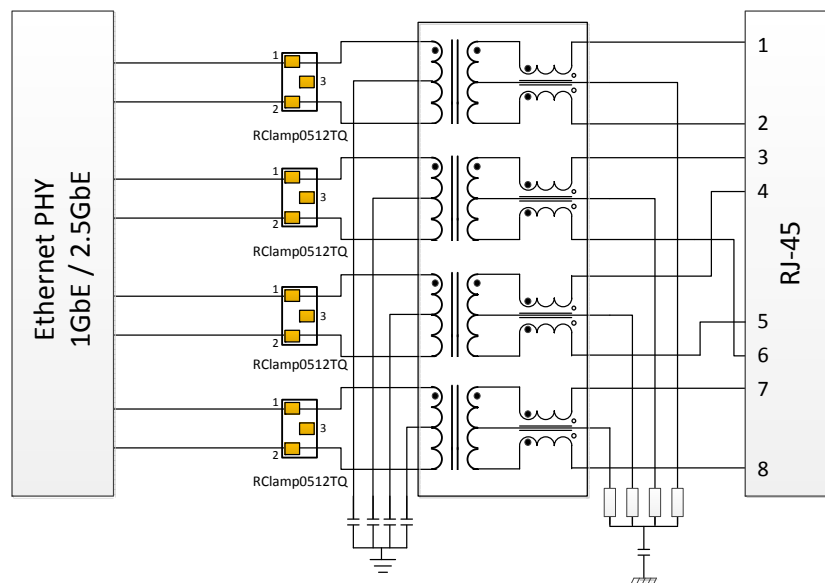 Ethernet PHY
1GbE / 2.5GbE
1
3
2
RClamp0512TQ
1
3
2
RClamp0512TQ
1
3
2
RClamp0512TQ
1
3
2
RClamp0512TQ
1
2
3
4
5
6
7
8
RJ-45